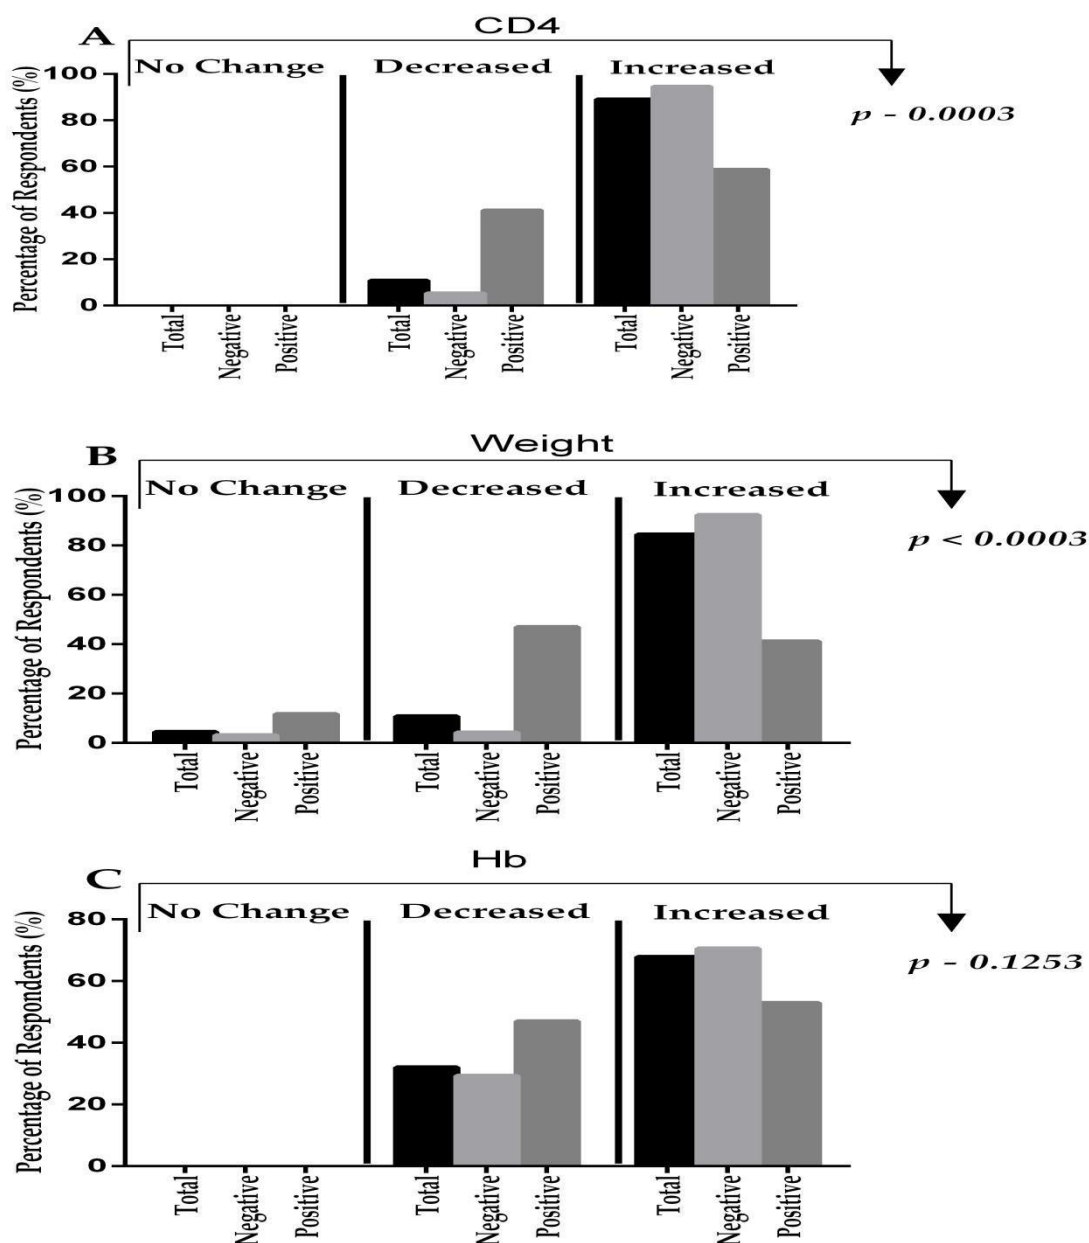 A
CD4
No Change
Decreased
Increased
p - 0.0003
Percentage of Respondents (%)
100
80
60
40
20
0
Total
Negative
Positive
Total
Negative
Positive
Total
Negative
Positive
B
Weight
No Change
Decreased
Increased
p < 0.0003
Percentage of Respondents (%)
100
80
60
40
20
0
Total
Negative
Positive
Total
Negative
Positive
Total
Negative
Positive
C
Hb
No Change
Decreased
Increased
p - 0.1253
Percentage of Respondents (%)
80
60
40
20
0
Total
Negative
Positive
Total
Negative
Positive
Total
Negative
Positive